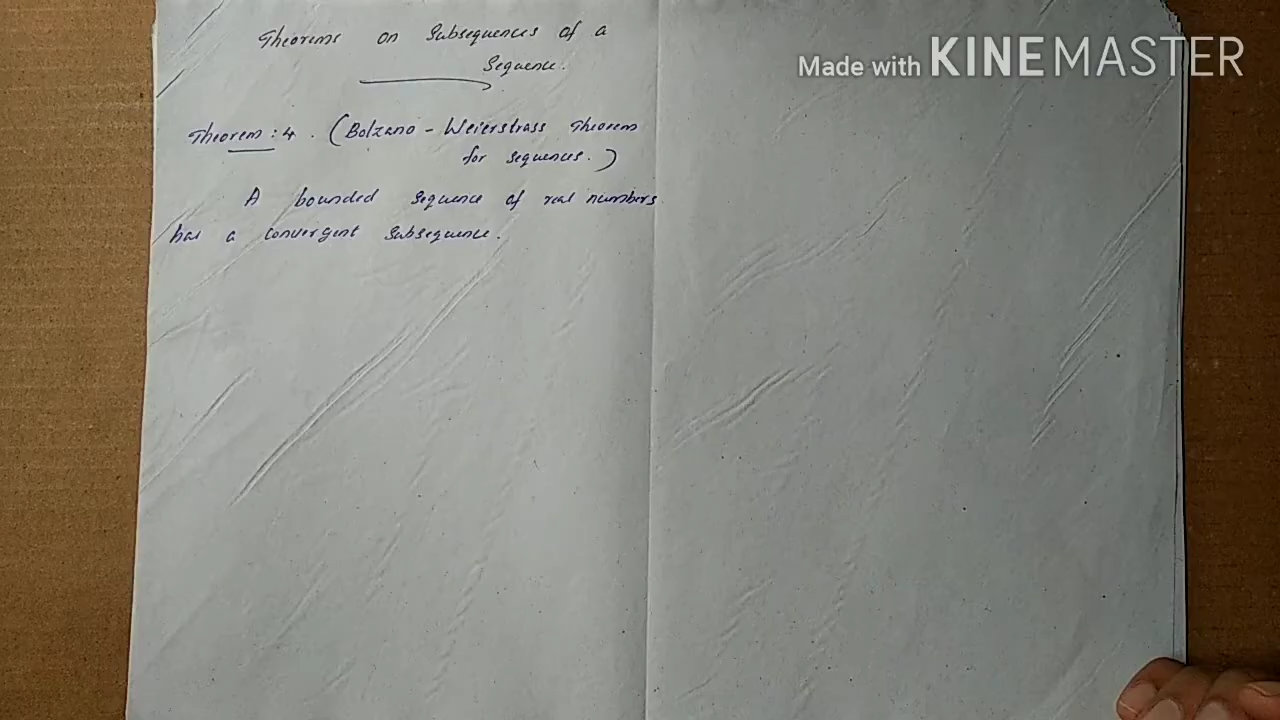 Theorems on Subsequences of a
Sequence.
Made with KINEMASTER
Theorem : 4. (Bolzano - Weierstrass Theorem
for sequences.)
A bounded sequence of real numbers
has a convergent subsequence.